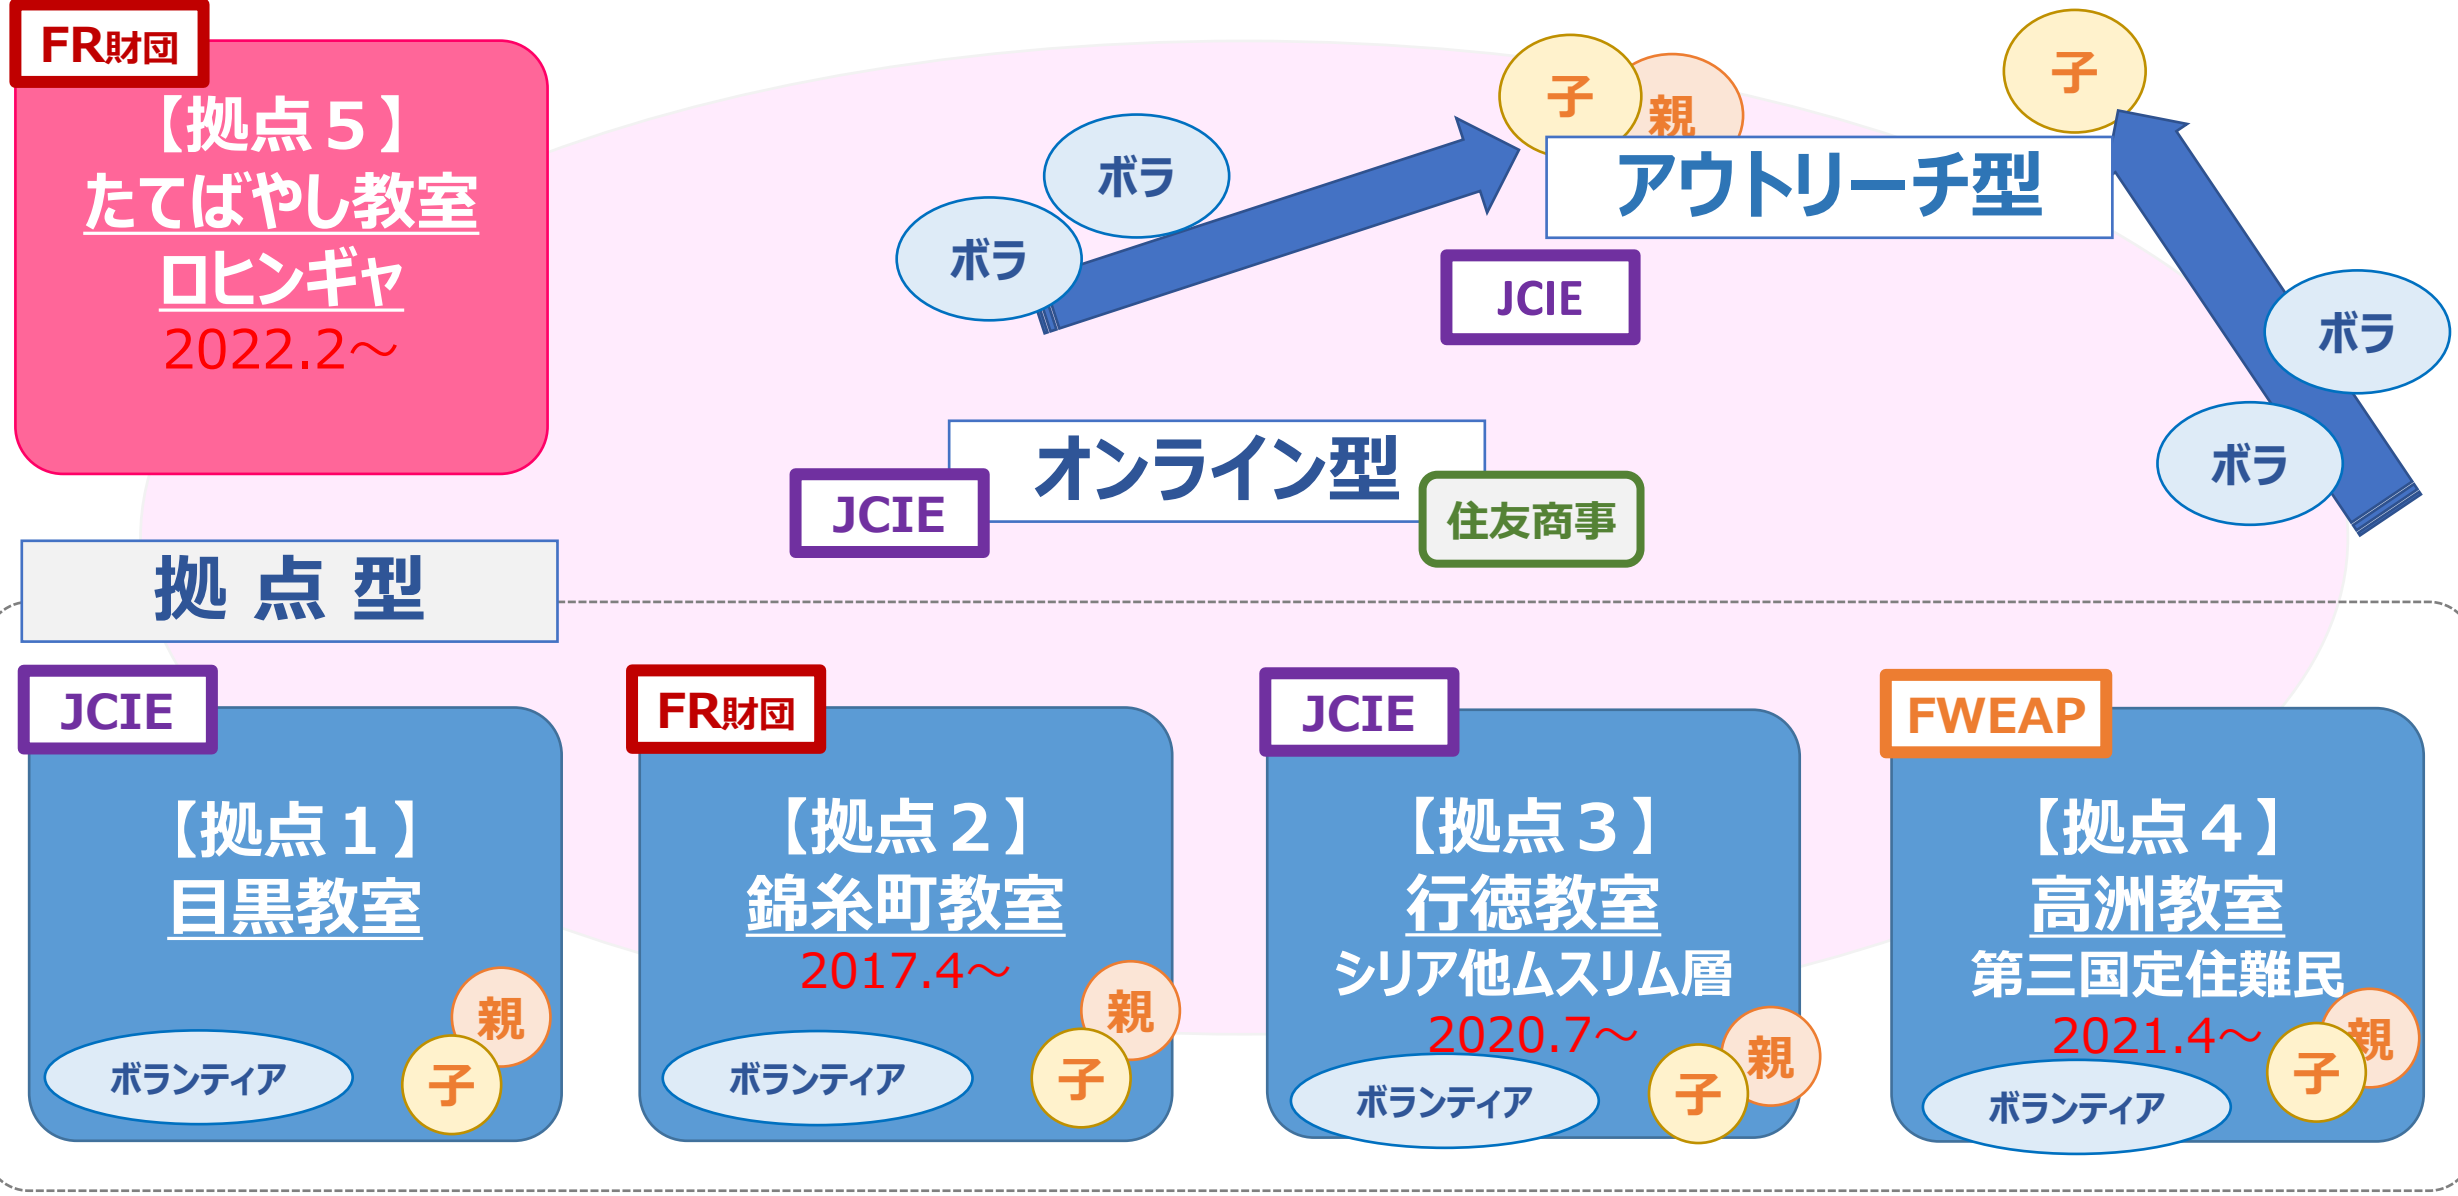 FR財団
【拠点５】
たてばやし教室
ロヒンギャ
2022.2～
子
親
子
ボラ
ボラ
アウトリーチ型
JCIE
ボラ
ボラ
オンライン型
JCIE
住友商事
拠 点 型
JCIE
【拠点１】
目黒教室
親
子
ボランティア
FR財団
【拠点２】
錦糸町教室
2017.4～
親
子
ボランティア
JCIE
【拠点３】
行徳教室
シリア他ムスリム層
2020.7～
親
子
ボランティア
FWEAP
【拠点４】
高洲教室
第三国定住難民
2021.4～
親
子
ボランティア